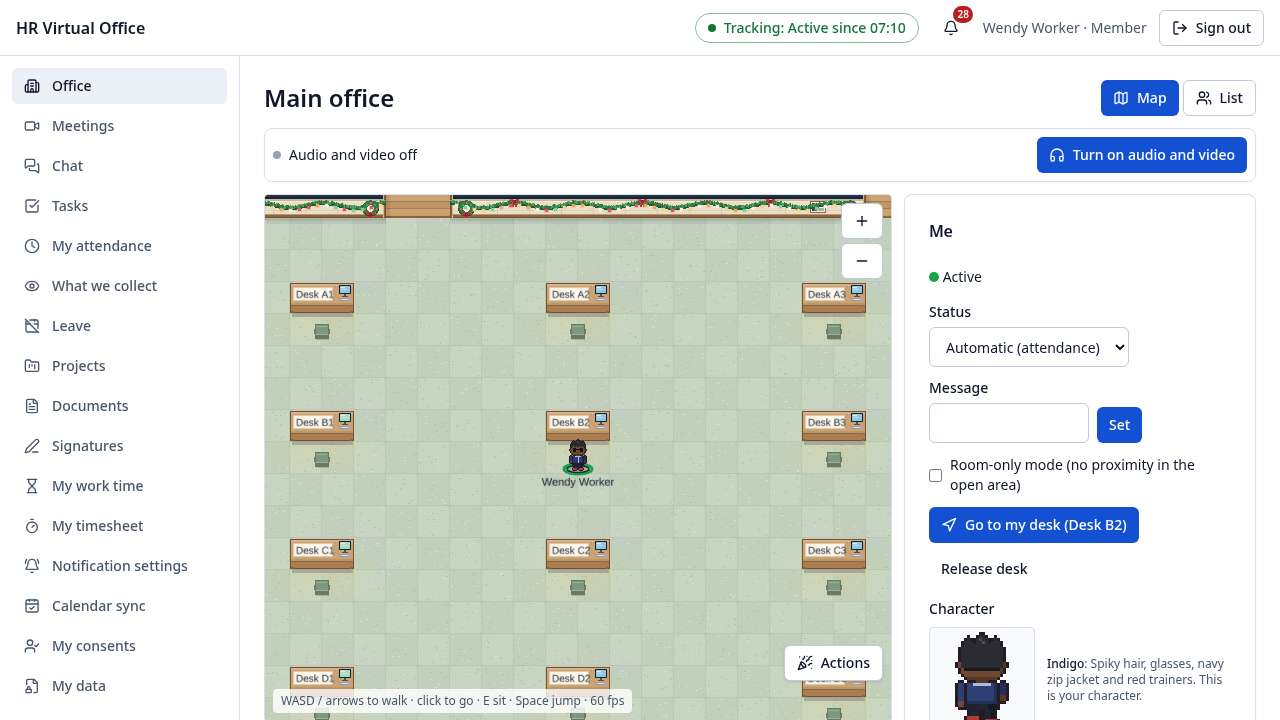 HR Virtual Office
Tracking: Active since 07:10
28
Wendy Worker · Member
Sign out
Office
Meetings
Chat
Tasks
My attendance
What we collect
Leave
Projects
Documents
Signatures
My work time
My timesheet
Notification settings
Calendar sync
My consents
My data
Main office
Map
List
Audio and video off
Turn on audio and video
+
−
Desk A1
Desk A2
Desk A3
Desk B1
Desk B2
Desk B3
Wendy Worker
Desk C1
Desk C2
Desk C3
Desk D1
Desk D2
Actions
WASD / arrows to walk · click to go · E sit · Space jump · 60 fps
Me
Active
Status
Automatic (attendance)
Message
Set
Room-only mode (no proximity in the
open area)
Go to my desk (Desk B2)
Release desk
Character
Indigo: Spiky hair, glasses, navy
zip jacket and red trainers. This
is your character.